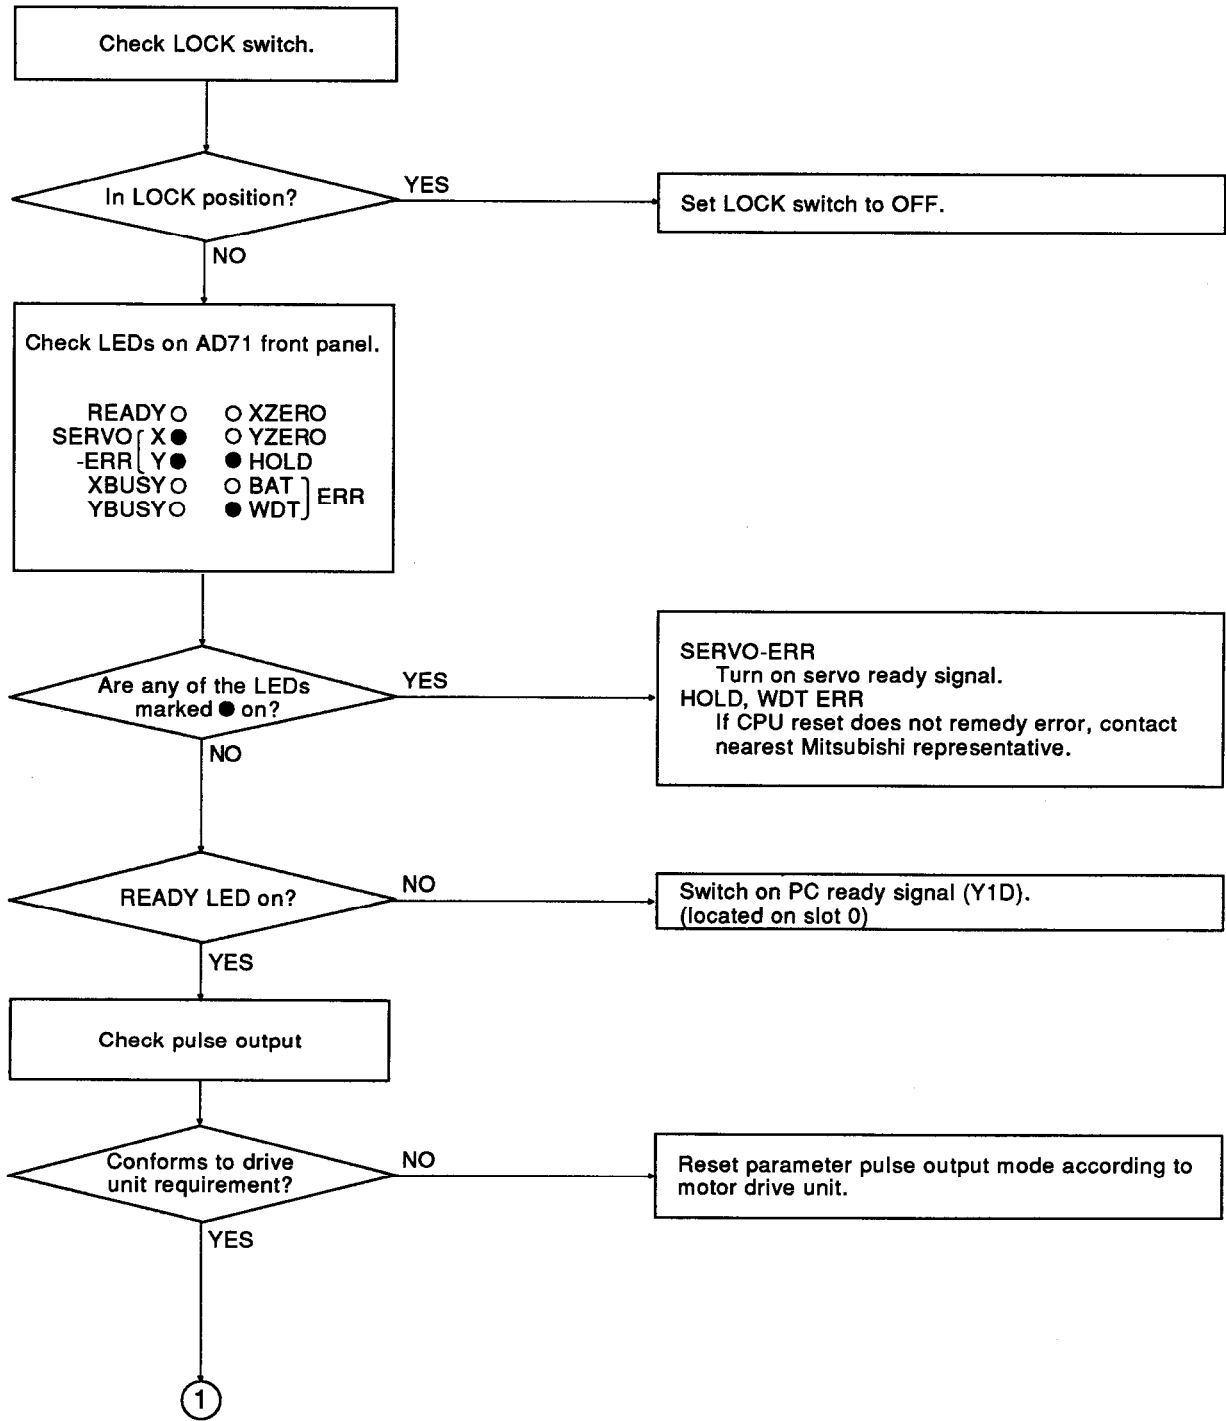 Check LOCK switch.
In LOCK position?
YES
Set LOCK switch to OFF.
NO
Check LEDs on AD71 front panel.
READY ○ ○ XZERO
SERVO X ● ○ YZERO
-ERR Y ● ● HOLD
XBUSY ○ ○ BAT
ERR
YBUSY ○ ● WDT
Are any of the LEDs
marked ● on?
YES
SERVO-ERR
Turn on servo ready signal.
HOLD, WDT ERR
If CPU reset does not remedy error, contact
nearest Mitsubishi representative.
NO
READY LED on?
NO
Switch on PC ready signal (Y1D).
(located on slot 0)
YES
Check pulse output
Conforms to drive
unit requirement?
NO
Reset parameter pulse output mode according to
motor drive unit.
YES
1